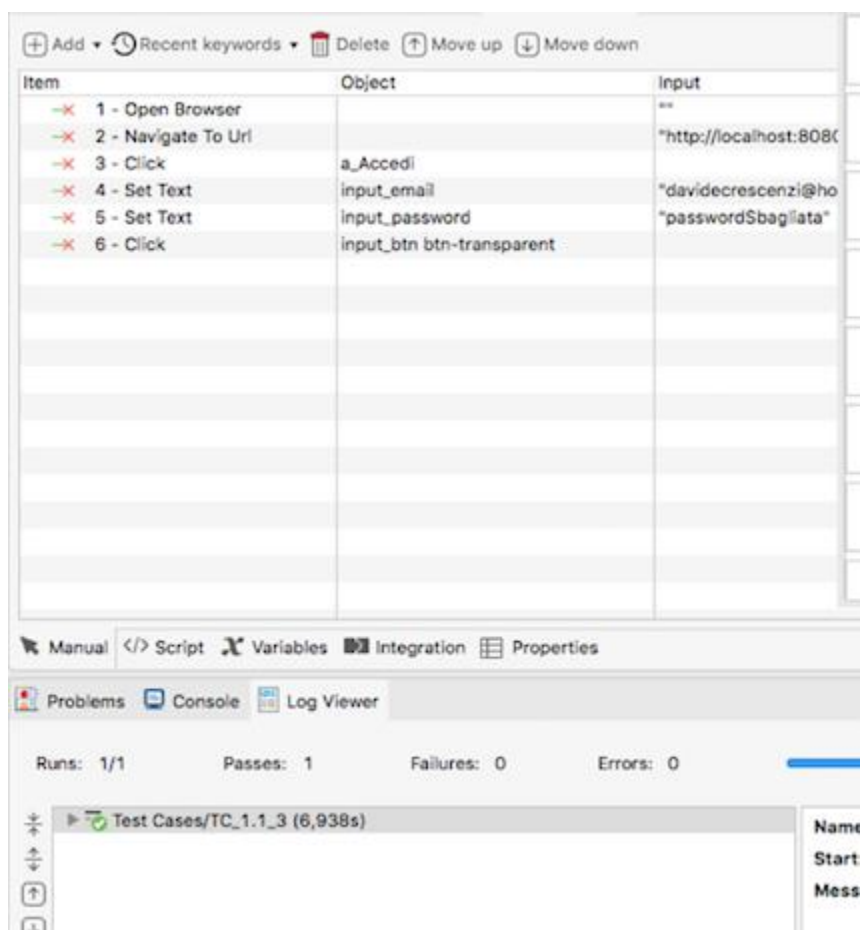 Add Recent keywords Delete Move up Move down
Item Object Input
1 - Open Browser ""
2 - Navigate To Url "http://localhost:8080
3 - Click a_Accedi
4 - Set Text input_email "davidecrescenzi@ho
5 - Set Text input_password "passwordSbagliata"
6 - Click input_btn btn-transparent
Manual </> Script Variables Integration Properties
Problems Console Log Viewer
Runs: 1/1 Passes: 1 Failures: 0 Errors: 0
Test Cases/TC_1.1_3 (6,938s)
Name
Start
Mess